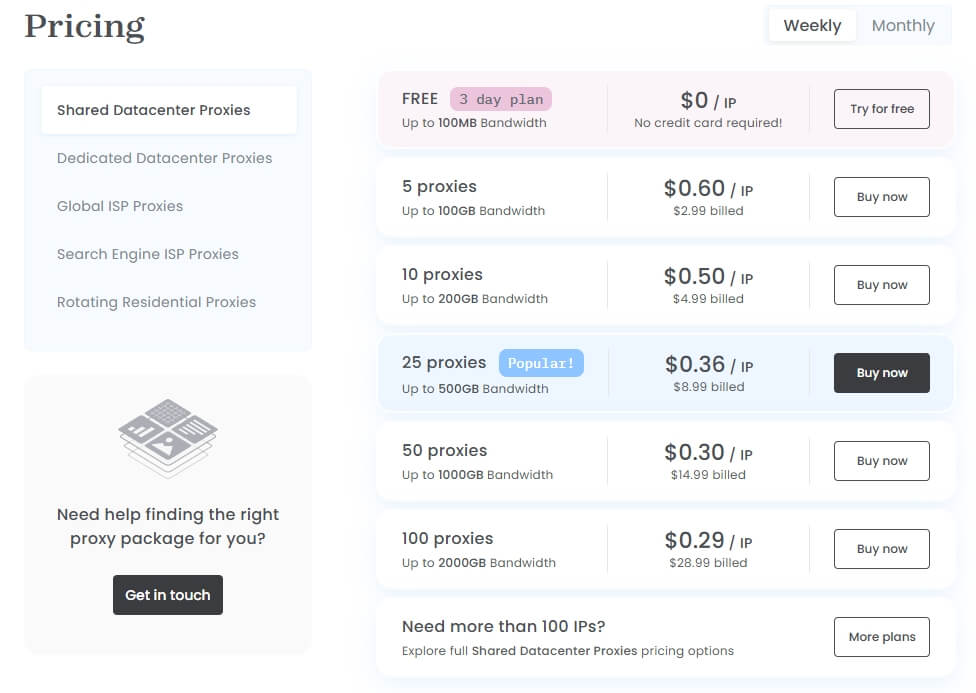 Pricing
Weekly
Monthly
Shared Datacenter Proxies
Dedicated Datacenter Proxies
Global ISP Proxies
Search Engine ISP Proxies
Rotating Residential Proxies
Need help finding the right
proxy package for you?
Get in touch
FREE 3 day plan
Up to 100MB Bandwidth
$0 / IP
No credit card required!
Try for free
5 proxies
Up to 100GB Bandwidth
$0.60 / IP
$2.99 billed
Buy now
10 proxies
Up to 200GB Bandwidth
$0.50 / IP
$4.99 billed
Buy now
25 proxies Popular!
Up to 500GB Bandwidth
$0.36 / IP
$8.99 billed
Buy now
50 proxies
Up to 1000GB Bandwidth
$0.30 / IP
$14.99 billed
Buy now
100 proxies
Up to 2000GB Bandwidth
$0.29 / IP
$28.99 billed
Buy now
Need more than 100 IPs?
Explore full Shared Datacenter Proxies pricing options
More plans